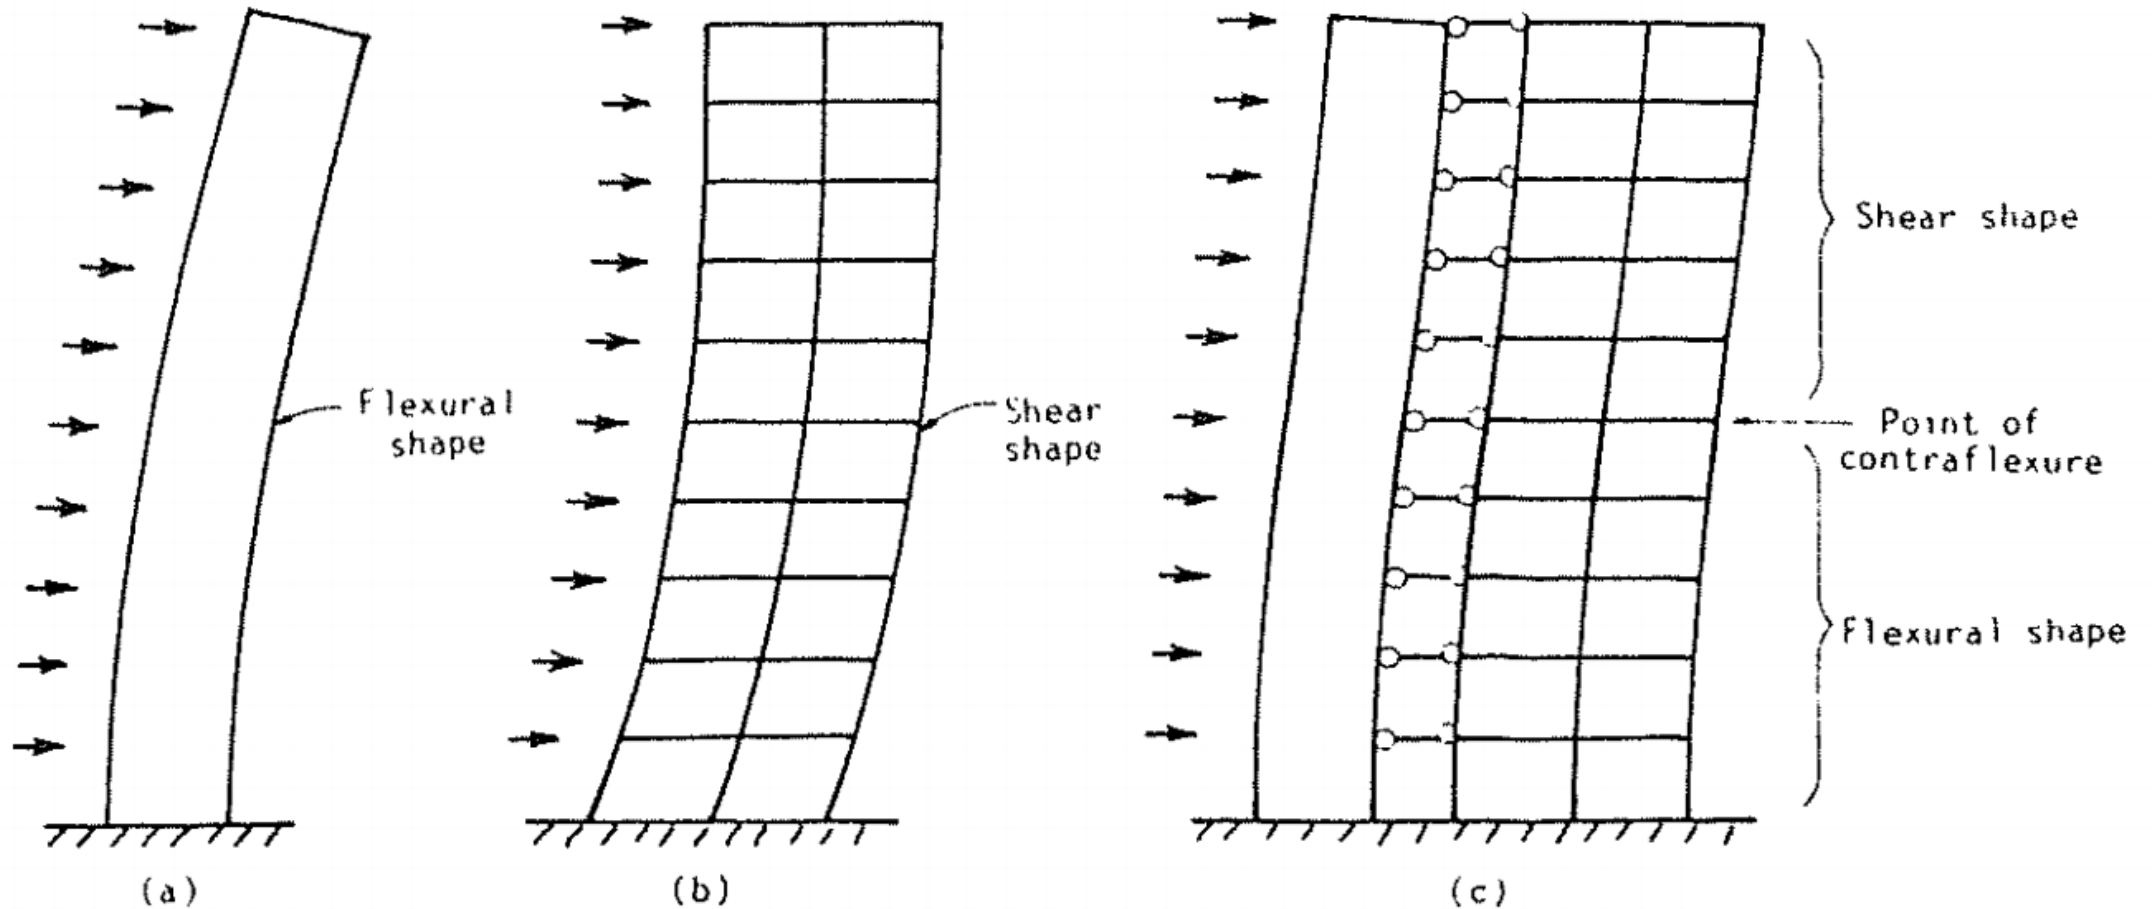 Flexural
shape
Shear
shape
Shear shape
Point of
contraflexure
Flexural shape
(a)
(b)
(c)